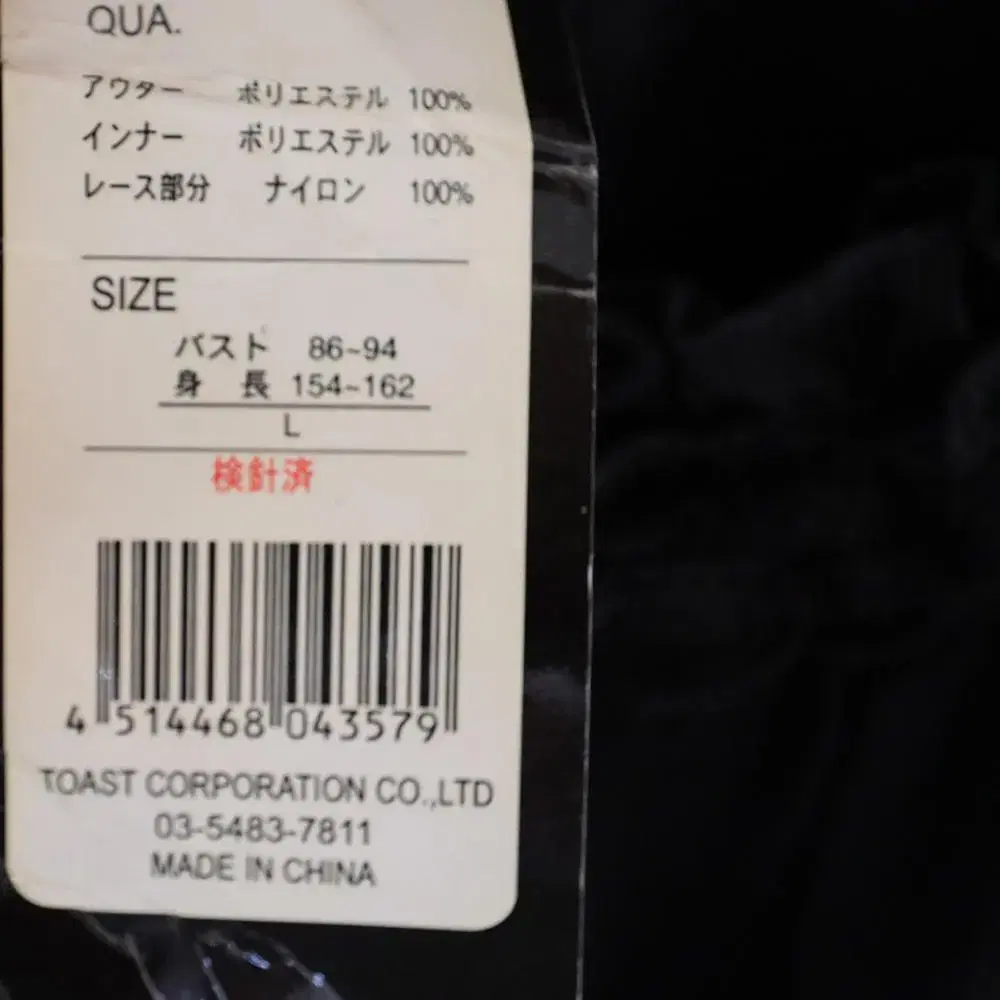 QUA.
アウター ポリエステル 100%
インナー ポリエステル 100%
レース部分 ナイロン 100%
SIZE
バスト 86~94
身 長 154~162
L
検針済
4 514468 043579
TOAST CORPORATION CO.,LTD
03-5483-7811
MADE IN CHINA